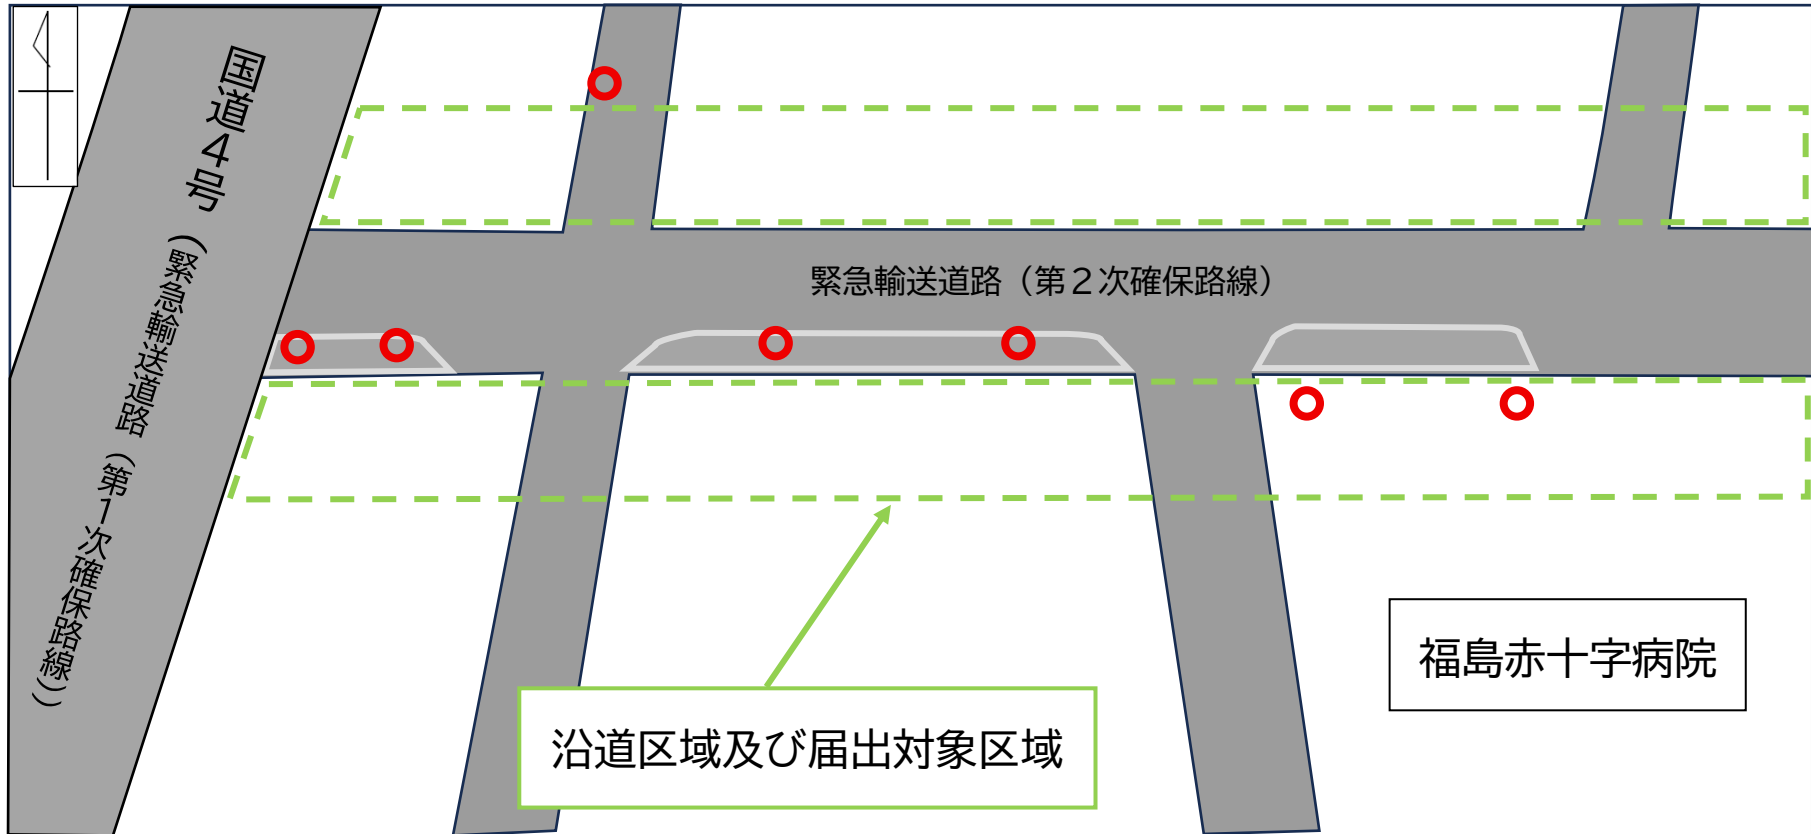 国道4号
（緊急輸送道路（第1次確保路線））
緊急輸送道路（第２次確保路線）
福島赤十字病院
沿道区域及び届出対象区域